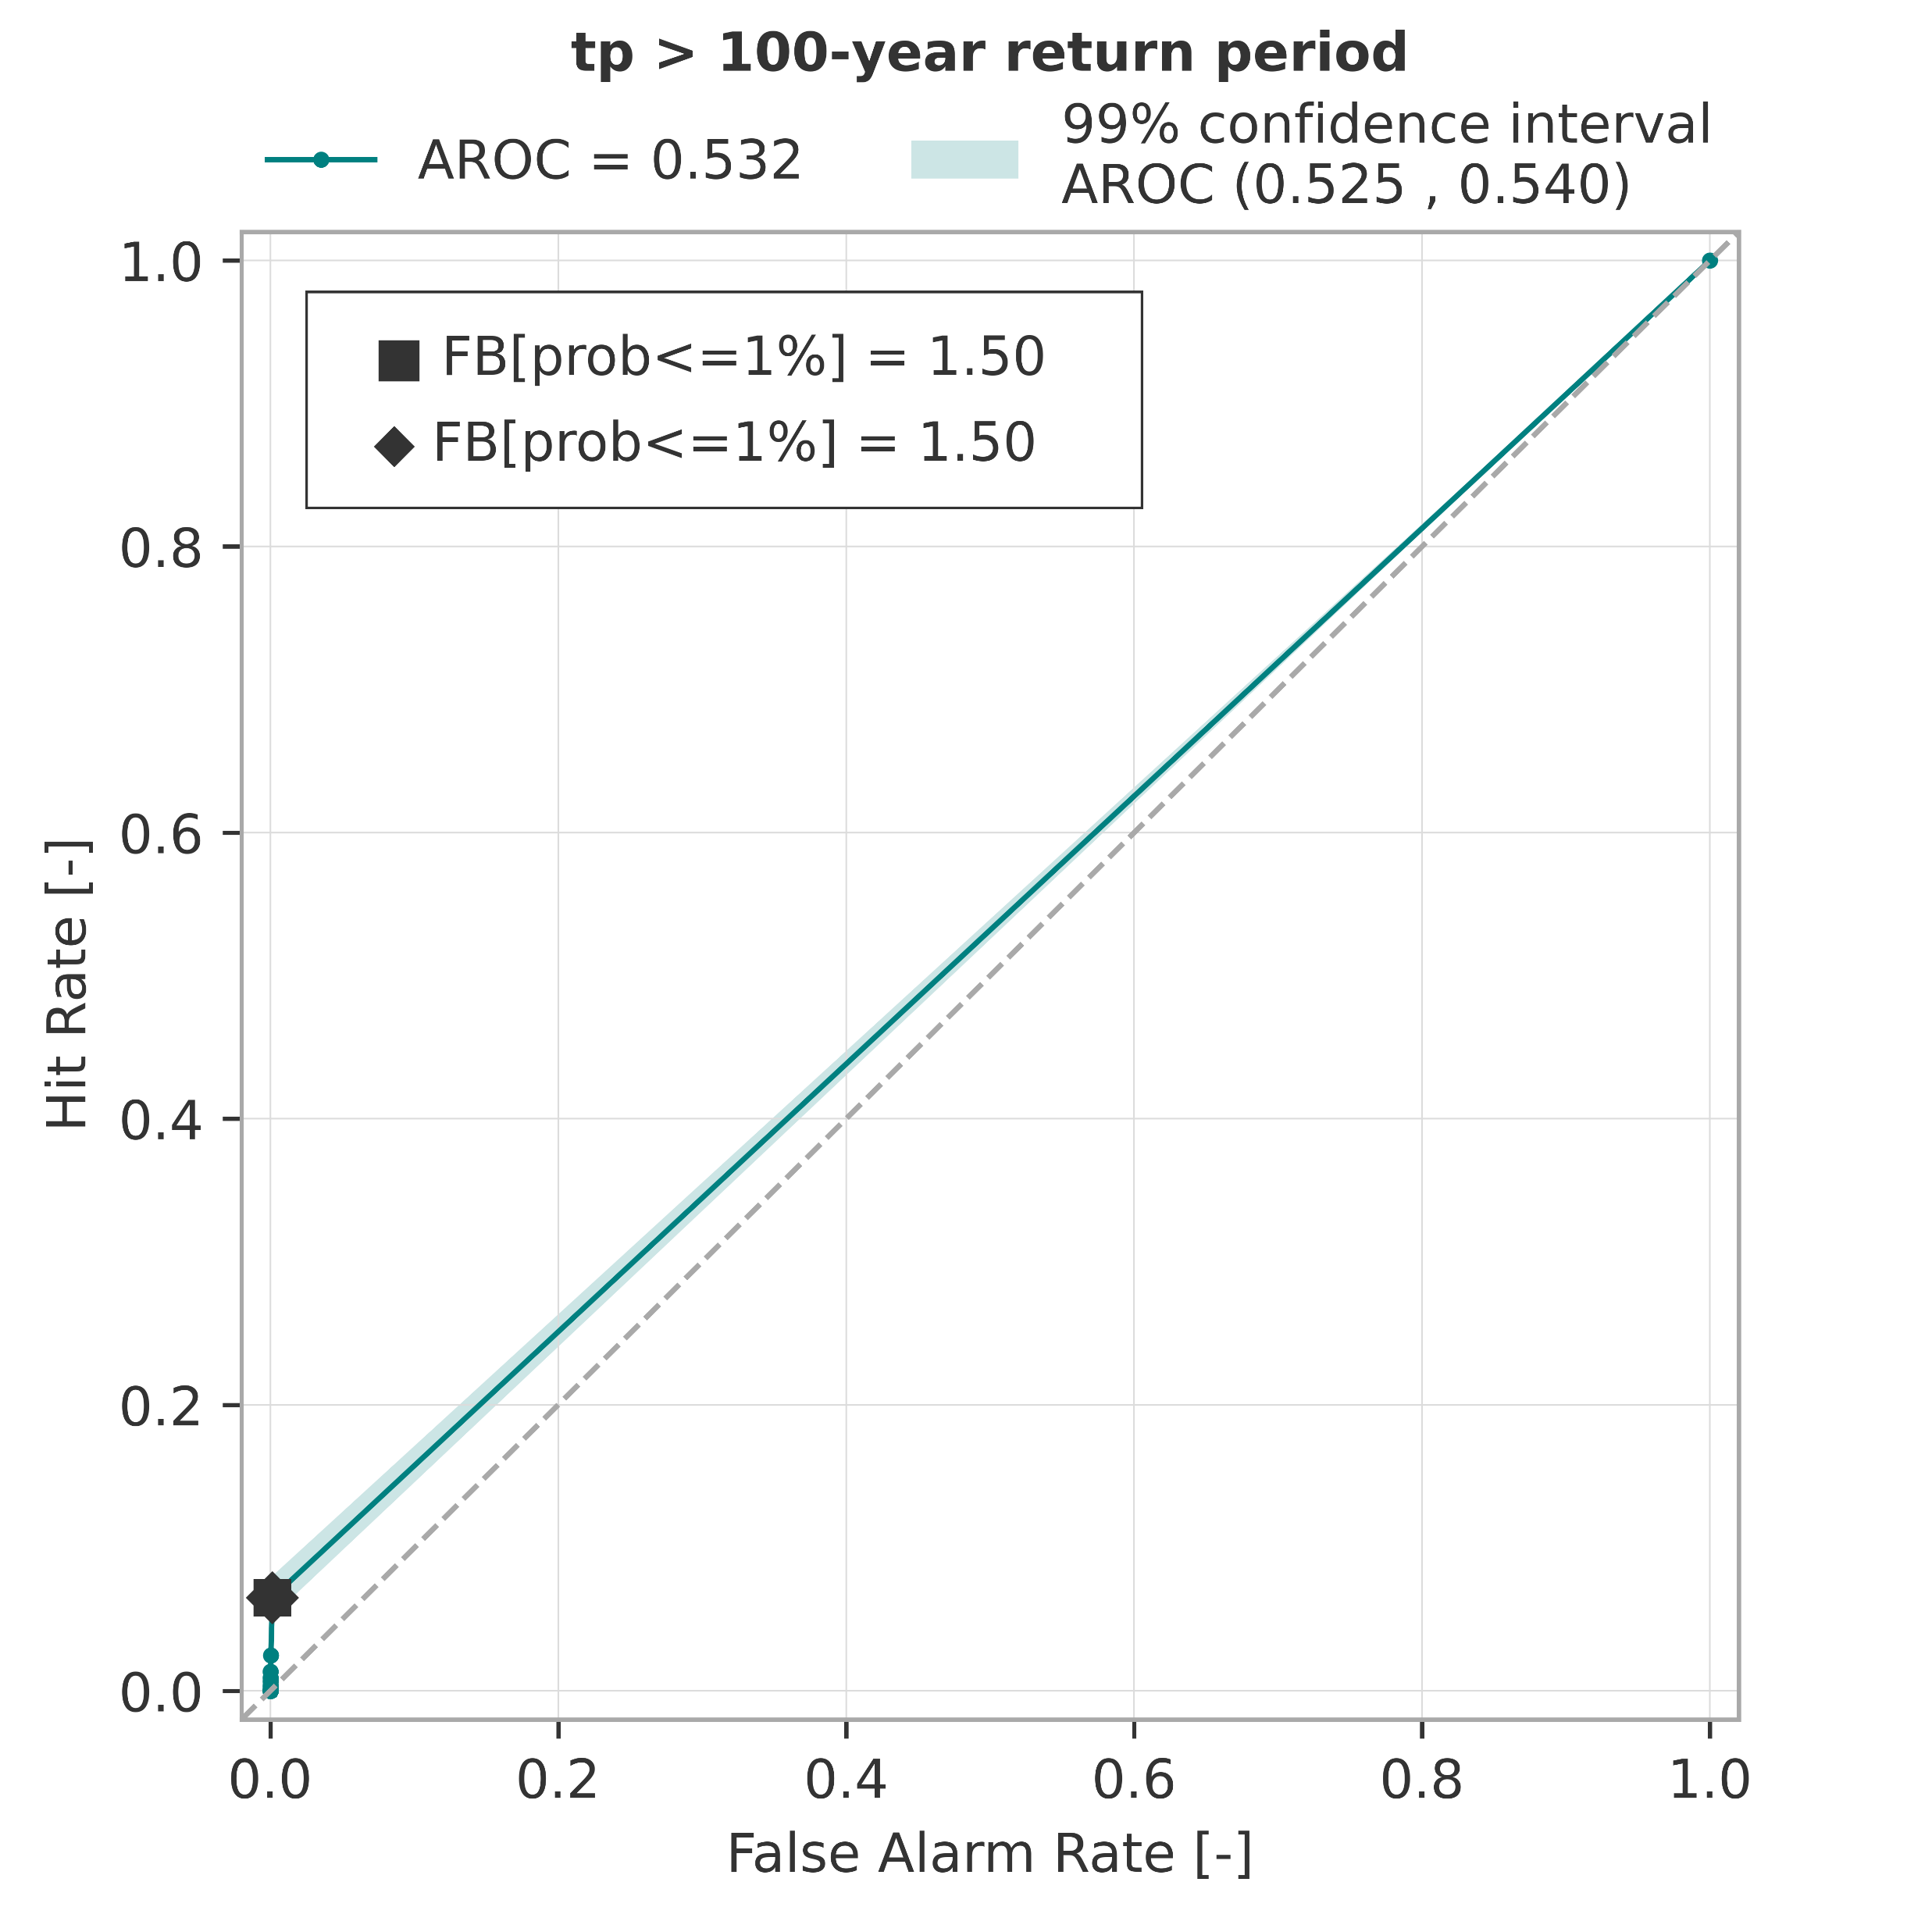 tp > 100-year return period
AROC = 0.532
99% confidence interval
AROC (0.525 , 0.540)
FB[prob<=1%] = 1.50
FB[prob<=1%] = 1.50
1.0
0.8
0.6
0.4
0.2
0.0
Hit Rate [-]
0.0 0.2 0.4 0.6 0.8 1.0
False Alarm Rate [-]